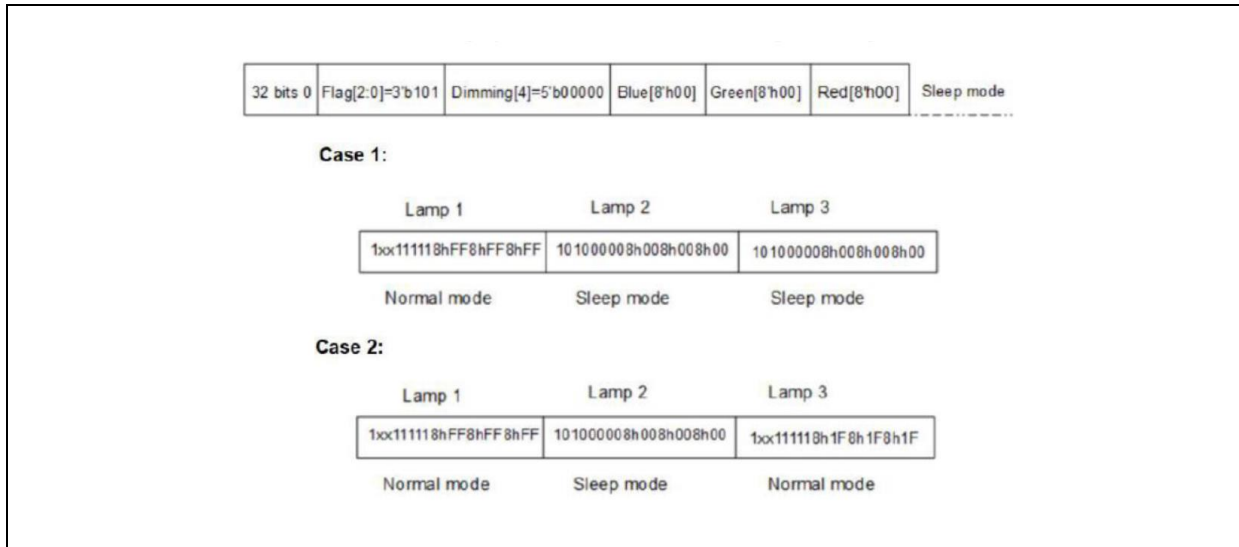 32 bits 0 Flag[2:0]=3'b101 Dimming[4]=5'b00000 Blue[8'h00] Green[8'h00] Red[8'h00] Sleep mode
Case 1:
Lamp 1 Lamp 2 Lamp 3
1xx111118hFF8hFF8hFF 101000008h008h008h00 101000008h008h008h00
Normal mode Sleep mode Sleep mode
Case 2:
Lamp 1 Lamp 2 Lamp 3
1xx111118hFF8hFF8hFF 101000008h008h008h00 1xx111118h1F8h1F8h1F
Normal mode Sleep mode Normal mode